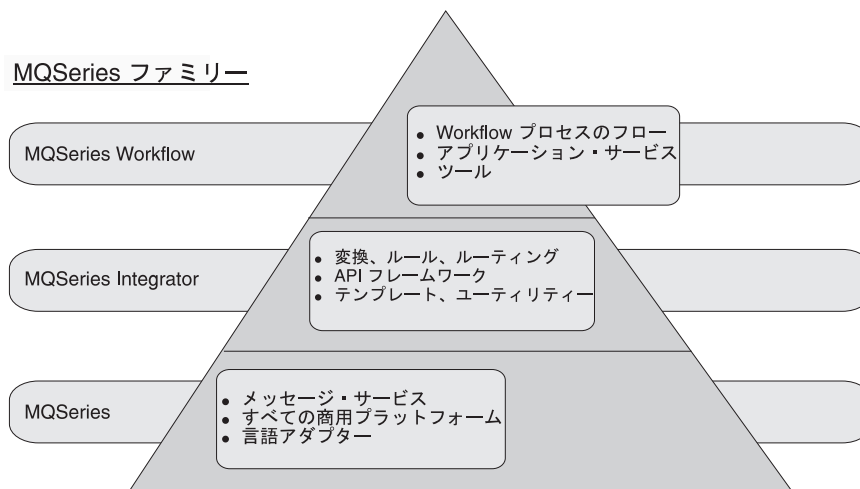 MQSeries ファミリー
MQSeries Workflow
● Workflow プロセスのフロー
● アプリケーション・サービス
● ツール
MQSeries Integrator
● 変換、ルール、ルーティング
● API フレームワーク
● テンプレート、ユーティリティー
MQSeries
● メッセージ・サービス
● すべての商用プラットフォーム
● 言語アダプター